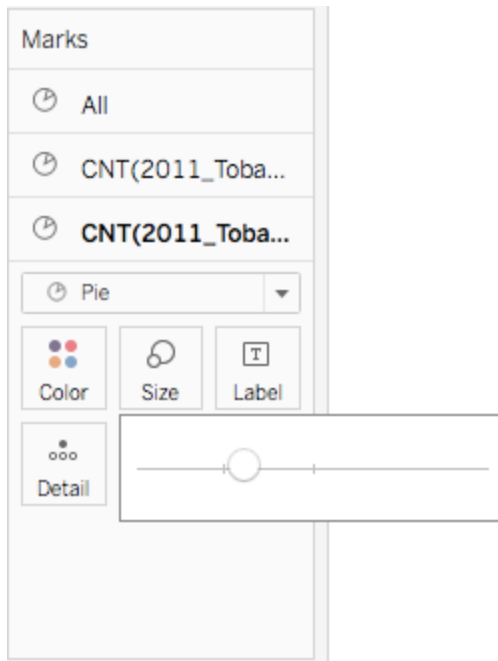 Marks
All
CNT(2011_Toba...
CNT(2011_Toba...
Pie
Color Size T Label
Detail